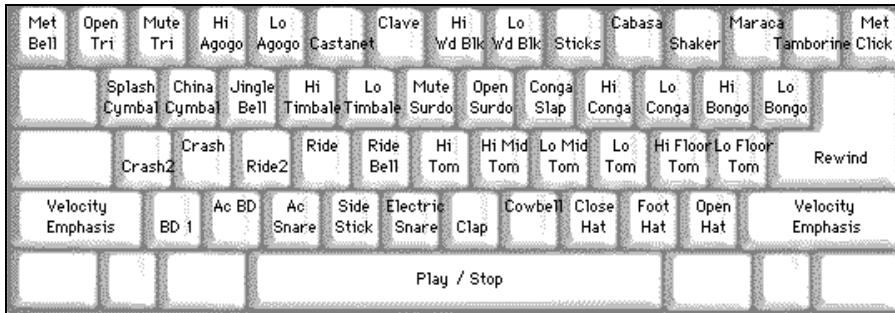 Met Bell
Open Tri
Mute Tri
Hi Agogo
Lo Agogo
Castanet
Clave
Hi Wd Blk
Lo Wd Blk
Sticks
Cabasa
Shaker
Maraca
Tamborine
Met Click
Splash Cymbal
China Cymbal
Jingle Bell
Hi Timbale
Lo Timbale
Mute Surdo
Open Surdo
Conga Slap
Hi Conga
Lo Conga
Hi Bongo
Lo Bongo
Crash2
Crash
Ride2
Ride
Ride Bell
Hi Tom
Hi Mid Tom
Lo Mid Tom
Lo Tom
Hi Floor Tom
Lo Floor Tom
Rewind
Velocity Emphasis
BD 1
Ac BD
Ac Snare
Side Stick
Electric Snare
Clap
Cowbell
Close Hat
Foot Hat
Open Hat
Velocity Emphasis
Play / Stop